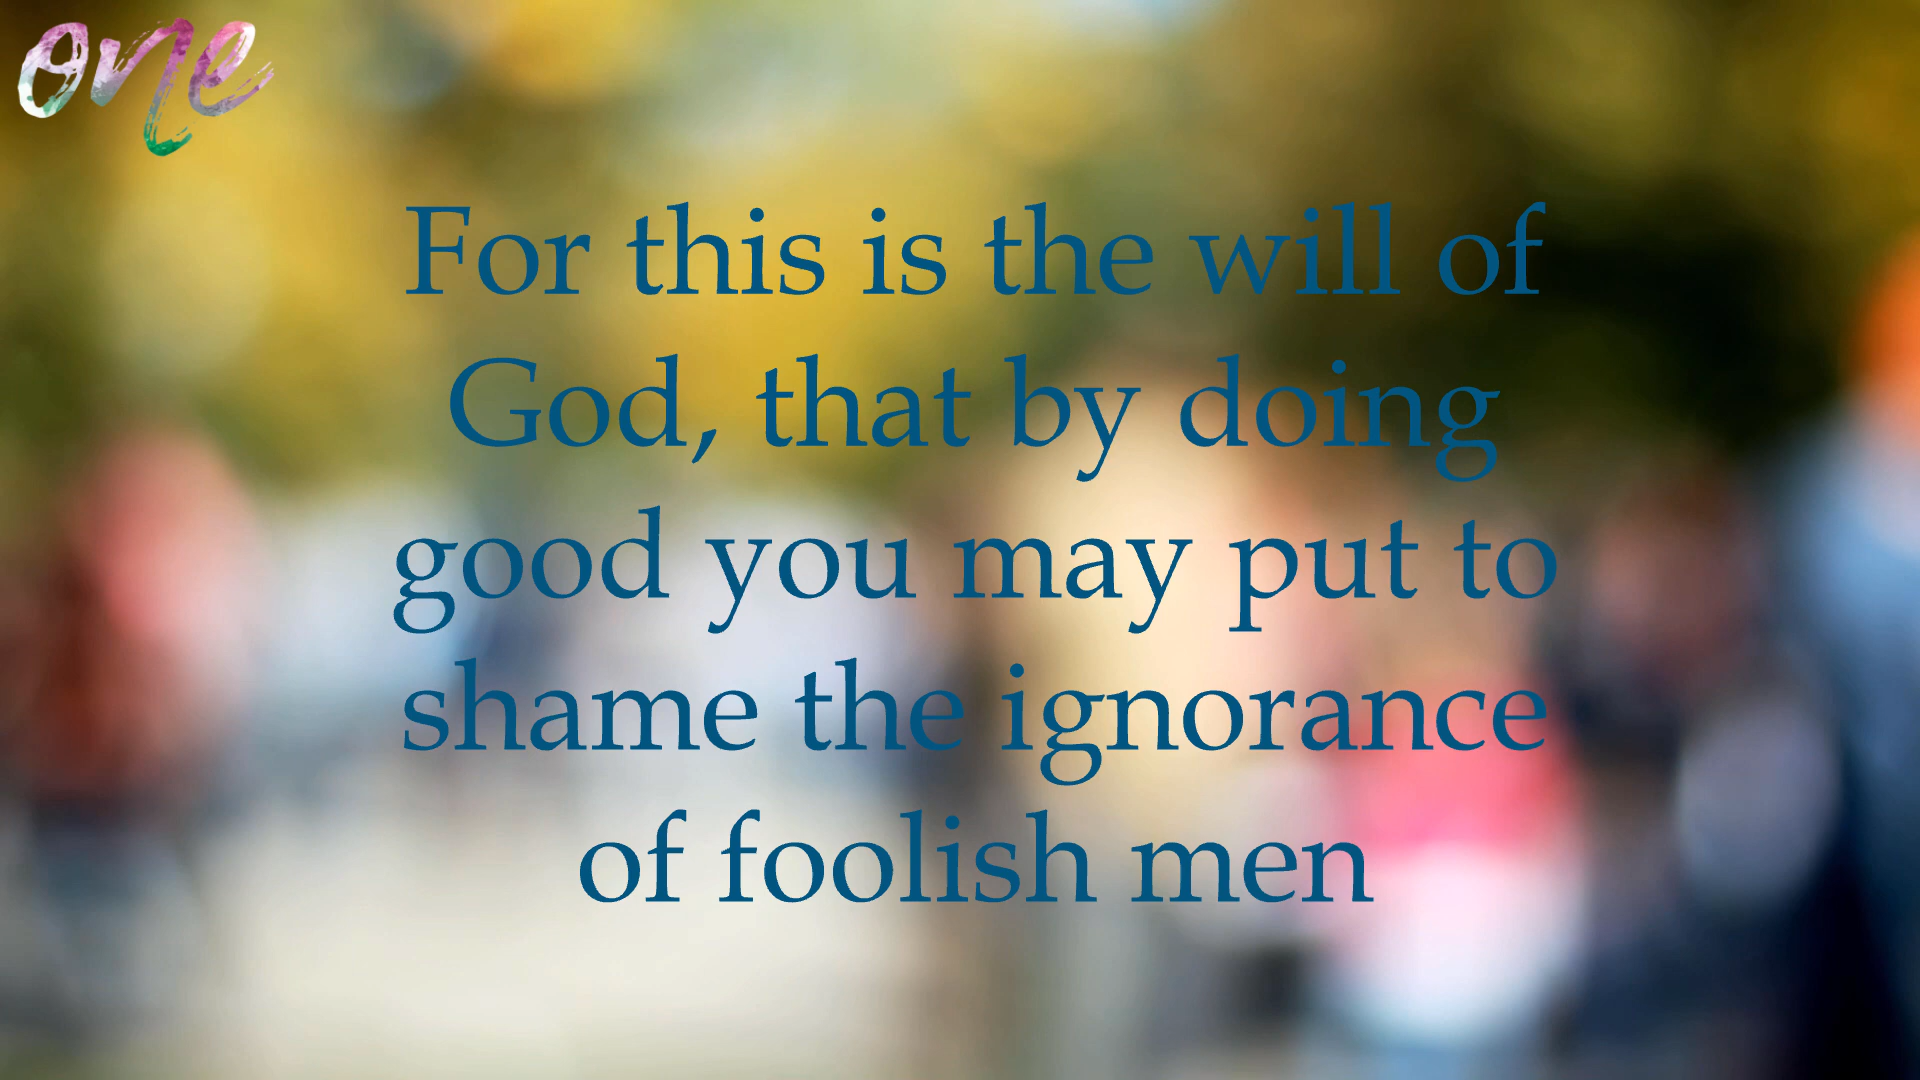 one
For this is the will of
God, that by doing
good you may put to
shame the ignorance
of foolish men